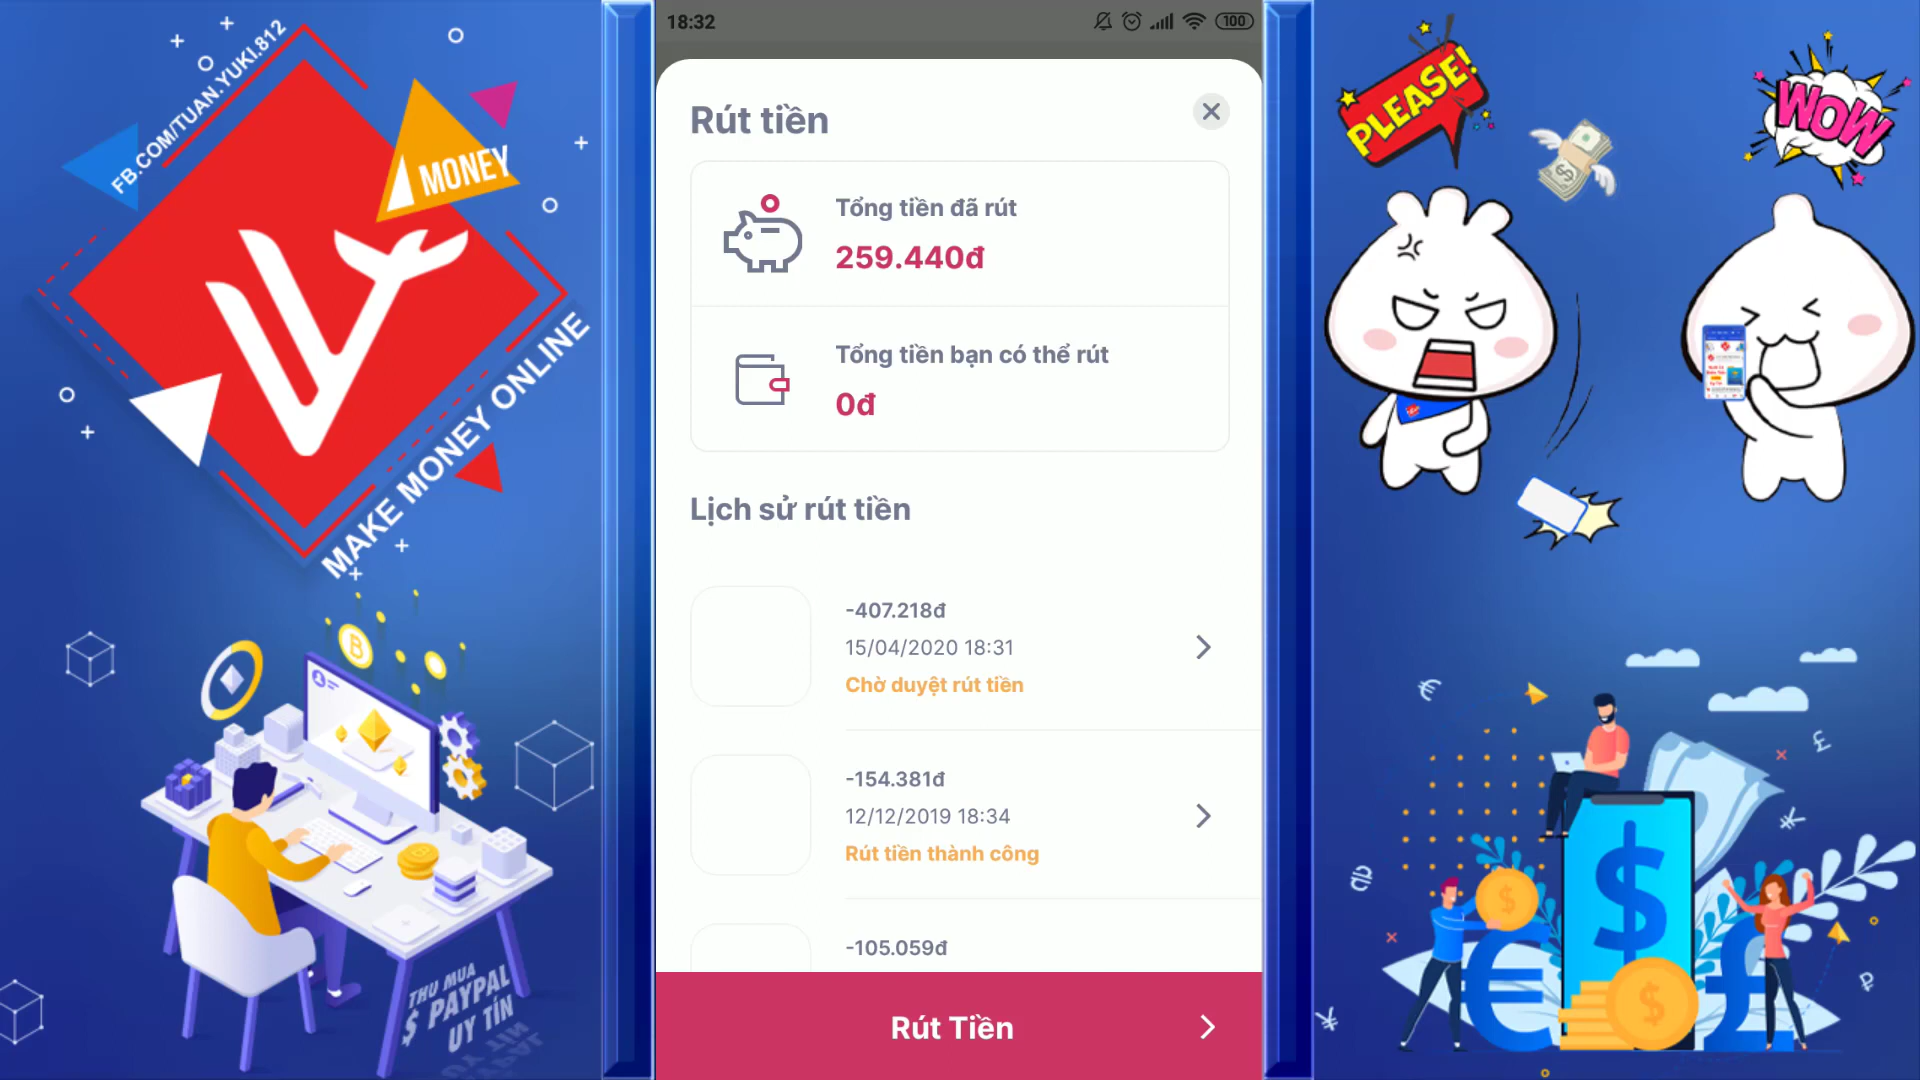 FB.COM/TUAN.YUKI.812
MONEY
MAKE MONEY ONLINE
THU MUA
$ PAYPAL
UY TÍN
18:32
100
Rút tiền
Tổng tiền đã rút
259.440đ
Tổng tiền bạn có thể rút
0đ
Lịch sử rút tiền
-407.218đ
15/04/2020 18:31
Chờ duyệt rút tiền
-154.381đ
12/12/2019 18:34
Rút tiền thành công
-105.059đ
Rút Tiền
PLEASE!
WOW